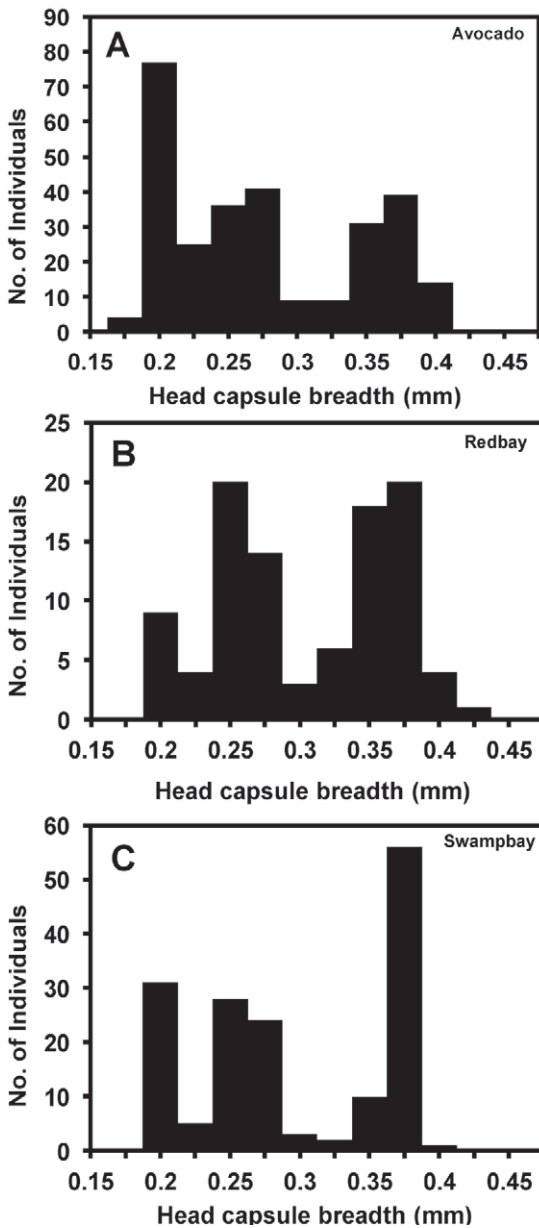 A
Avocado
90
80
70
60
50
40
30
20
10
0
No. of Individuals
0.15 0.2 0.25 0.3 0.35 0.4 0.45
Head capsule breadth (mm)
B
Redbay
25
20
15
10
5
0
No. of Individuals
0.15 0.2 0.25 0.3 0.35 0.4 0.45
Head capsule breadth (mm)
C
Swampbay
60
50
40
30
20
10
0
No. of Individuals
0.15 0.2 0.25 0.3 0.35 0.4 0.45
Head capsule breadth (mm)